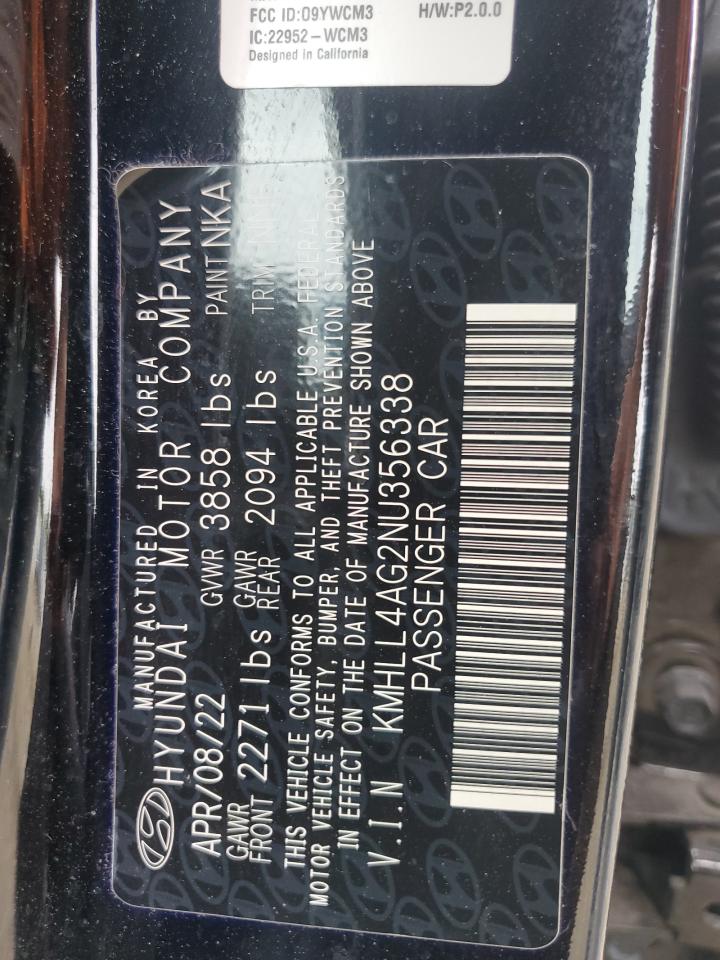 FCC ID:O9YWCM3 H/W:P2.0.0
IC:22952-WCM3
Designed in California
MANUFACTURED IN KOREA BY
HYUNDAI MOTOR COMPANY
APR/08/22 GVWR 3858 lbs PAINT NKA
GAWR FRONT 2271 lbs GAWR REAR 2094 lbs TRIM
THIS VEHICLE CONFORMS TO ALL APPLICABLE U.S.A. FEDERAL
MOTOR VEHICLE SAFETY, BUMPER, AND THEFT PREVENTION STANDARDS
IN EFFECT ON THE DATE OF MANUFACTURE SHOWN ABOVE
V.I.N KMHLL4AG2NU356338
PASSENGER CAR